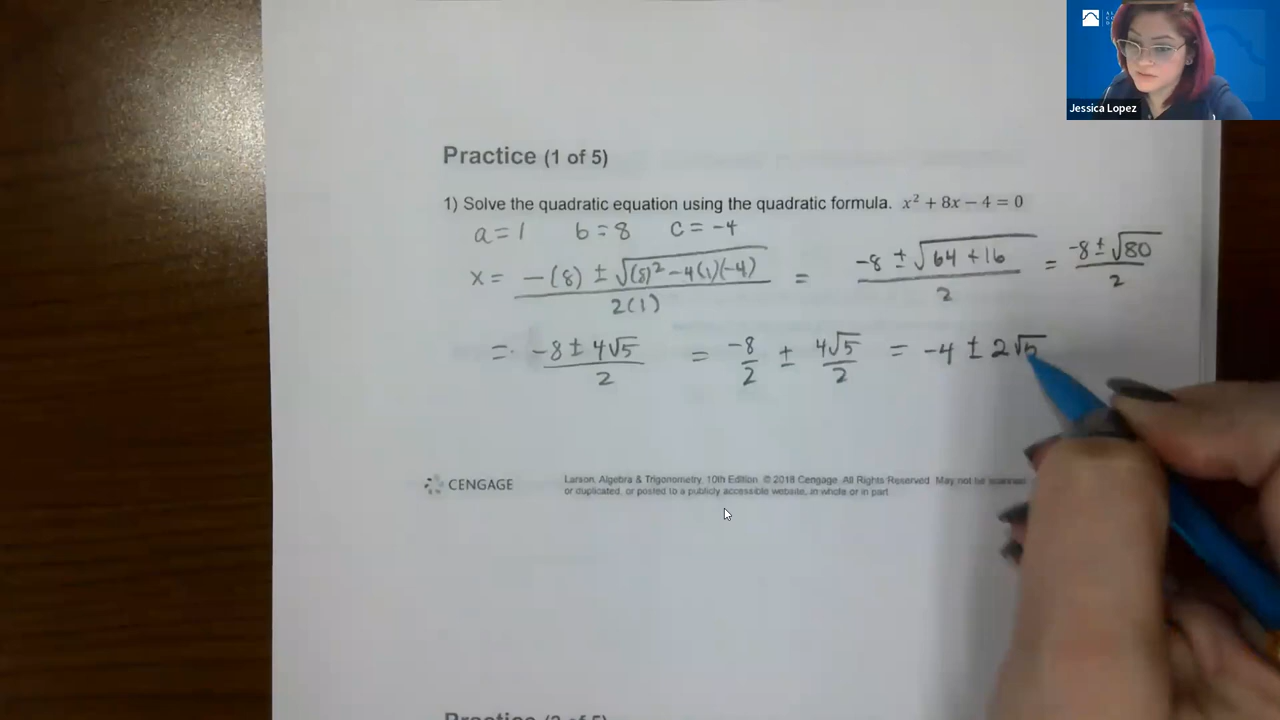 Jessica Lopez
Practice (1 of 5)
1) Solve the quadratic equation using the quadratic formula. x² + 8x − 4 = 0
a = 1 b = 8 c = -4
x = -(8) ± √((8)² - 4(1)(-4)) / 2(1) = -8 ± √(64 + 16) / 2 = -8 ± √80 / 2
= -8 ± 4√5 / 2 = -8/2 ± 4√5/2 = -4 ± 2√5
CENGAGE
Larson, Algebra & Trigonometry, 10th Edition. © 2018 Cengage. All Rights Reserved. May not be scanned
or duplicated, or posted to a publicly accessible website, in whole or in part.